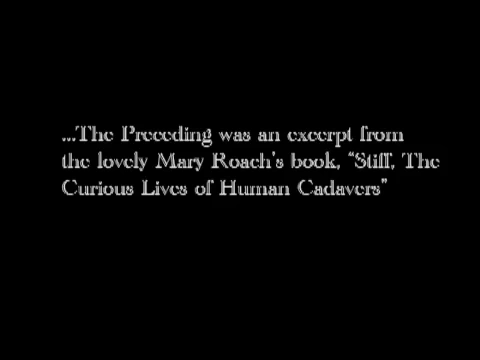 ...The Preceding was an excerpt from
the lovely Mary Roach's book, "Stiff, The
Curious Lives of Human Cadavers"